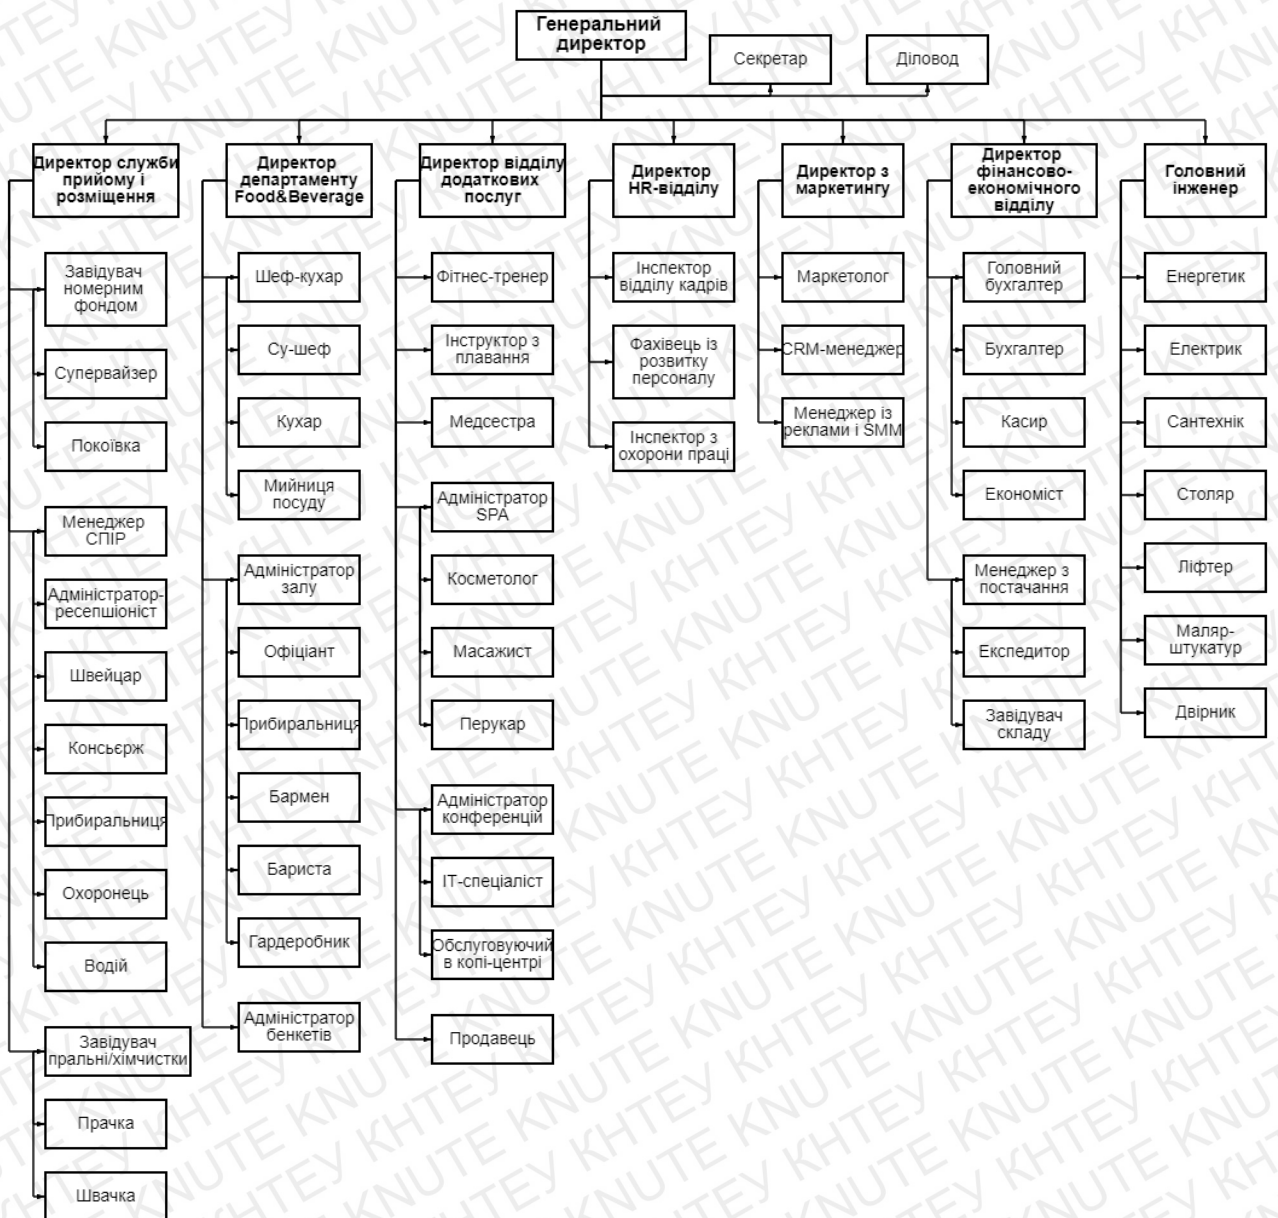 Генеральний
директор
Секретар
Діловод
Директор служби
прийому і
розміщення
Завідувач
номерним
фондом
Супервайзер
Покоївка
Менеджер
СПІР
Адміністратор-
ресепшіоніст
Швейцар
Консьєрж
Прибиральниця
Охоронець
Водій
Завідувач
пральні/хімчистки
Прачка
Швачка
Директор
департаменту
Food&Beverage
Шеф-кухар
Су-шеф
Кухар
Мийниця
посуду
Адміністратор
залу
Офіціант
Прибиральниця
Бармен
Бариста
Гардеробник
Адміністратор
бенкетів
Директор відділу
додаткових
послуг
Фітнес-тренер
Інструктор з
плавання
Медсестра
Адміністратор
SPA
Косметолог
Масажист
Перукар
Адміністратор
конференцій
ІТ-спеціаліст
Обслуговуючий
в копі-центрі
Продавець
Директор
HR-відділу
Інспектор
відділу кадрів
Фахівець із
розвитку
персоналу
Інспектор з
охорони праці
Директор з
маркетингу
Маркетолог
CRM-менеджер
Менеджер із
реклами і SMM
Директор
фінансово-
економічного
відділу
Головний
бухгалтер
Бухгалтер
Касир
Економіст
Менеджер з
постачання
Експедитор
Завідувач
складу
Головний
інженер
Енергетик
Електрик
Сантехнік
Столяр
Ліфтер
Маляр-
штукатур
Двірник